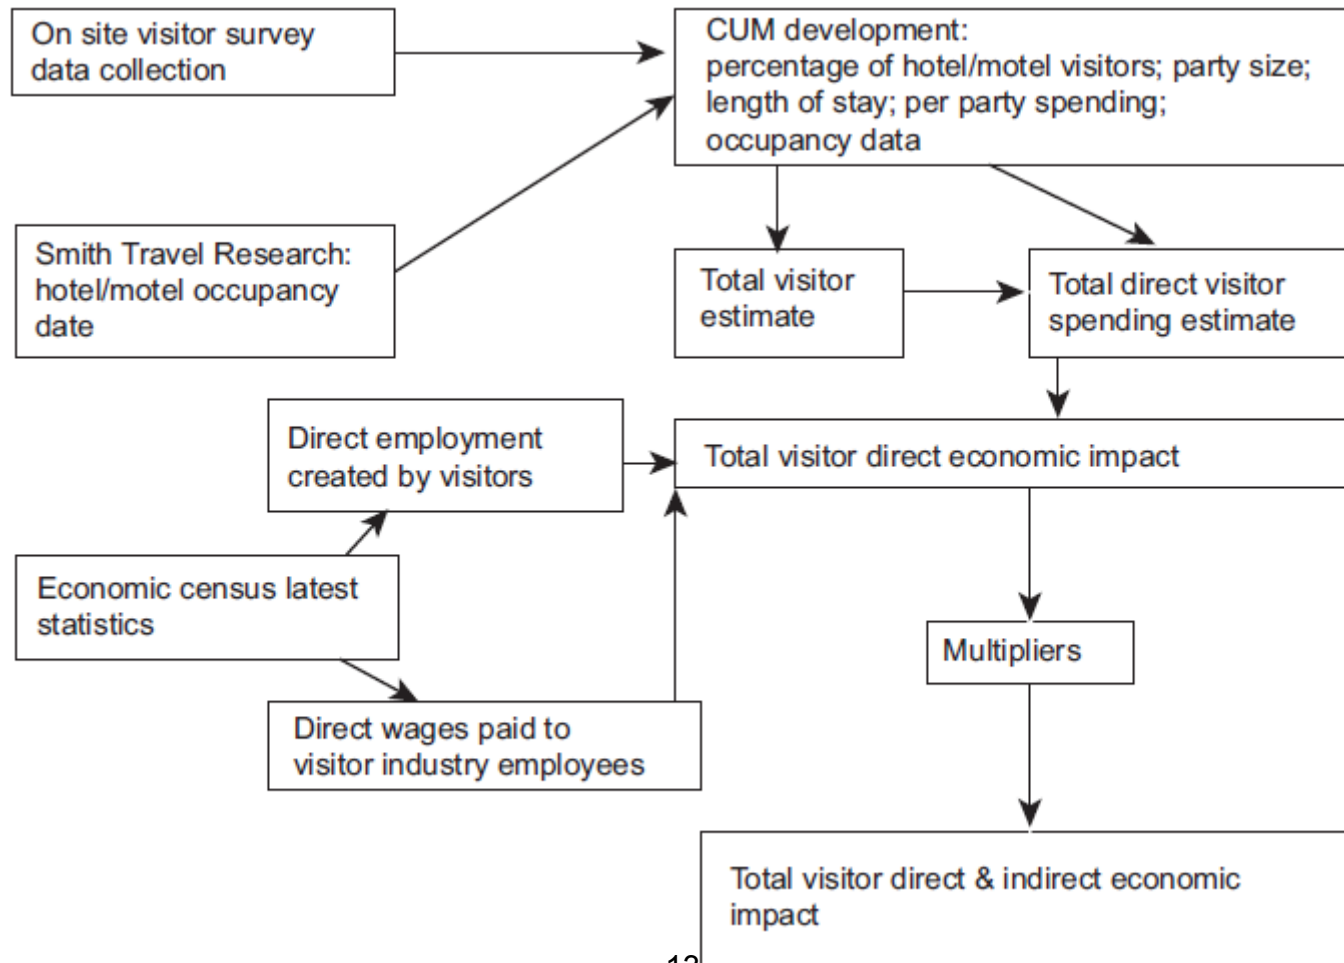 On site visitor survey
data collection
CUM development:
percentage of hotel/motel visitors; party size;
length of stay; per party spending;
occupancy data
Smith Travel Research:
hotel/motel occupancy
date
Total visitor
estimate
Total direct visitor
spending estimate
Direct employment
created by visitors
Total visitor direct economic impact
Economic census latest
statistics
Multipliers
Direct wages paid to
visitor industry employees
Total visitor direct & indirect economic
impact